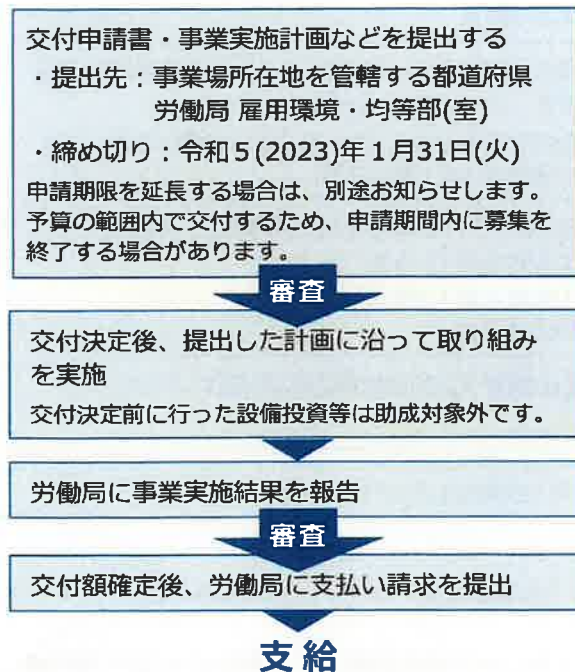 交付申請書・事業実施計画などを提出する
・提出先：事業場所在地を管轄する都道府県
労働局 雇用環境・均等部(室)
・締め切り：令和５(2023)年１月31日(火)
申請期限を延長する場合は、別途お知らせします。
予算の範囲内で交付するため、申請期間内に募集を
終了する場合があります。
審査
交付決定後、提出した計画に沿って取り組み
を実施
交付決定前に行った設備投資等は助成対象外です。
労働局に事業実施結果を報告
審査
交付額確定後、労働局に支払い請求を提出
支給